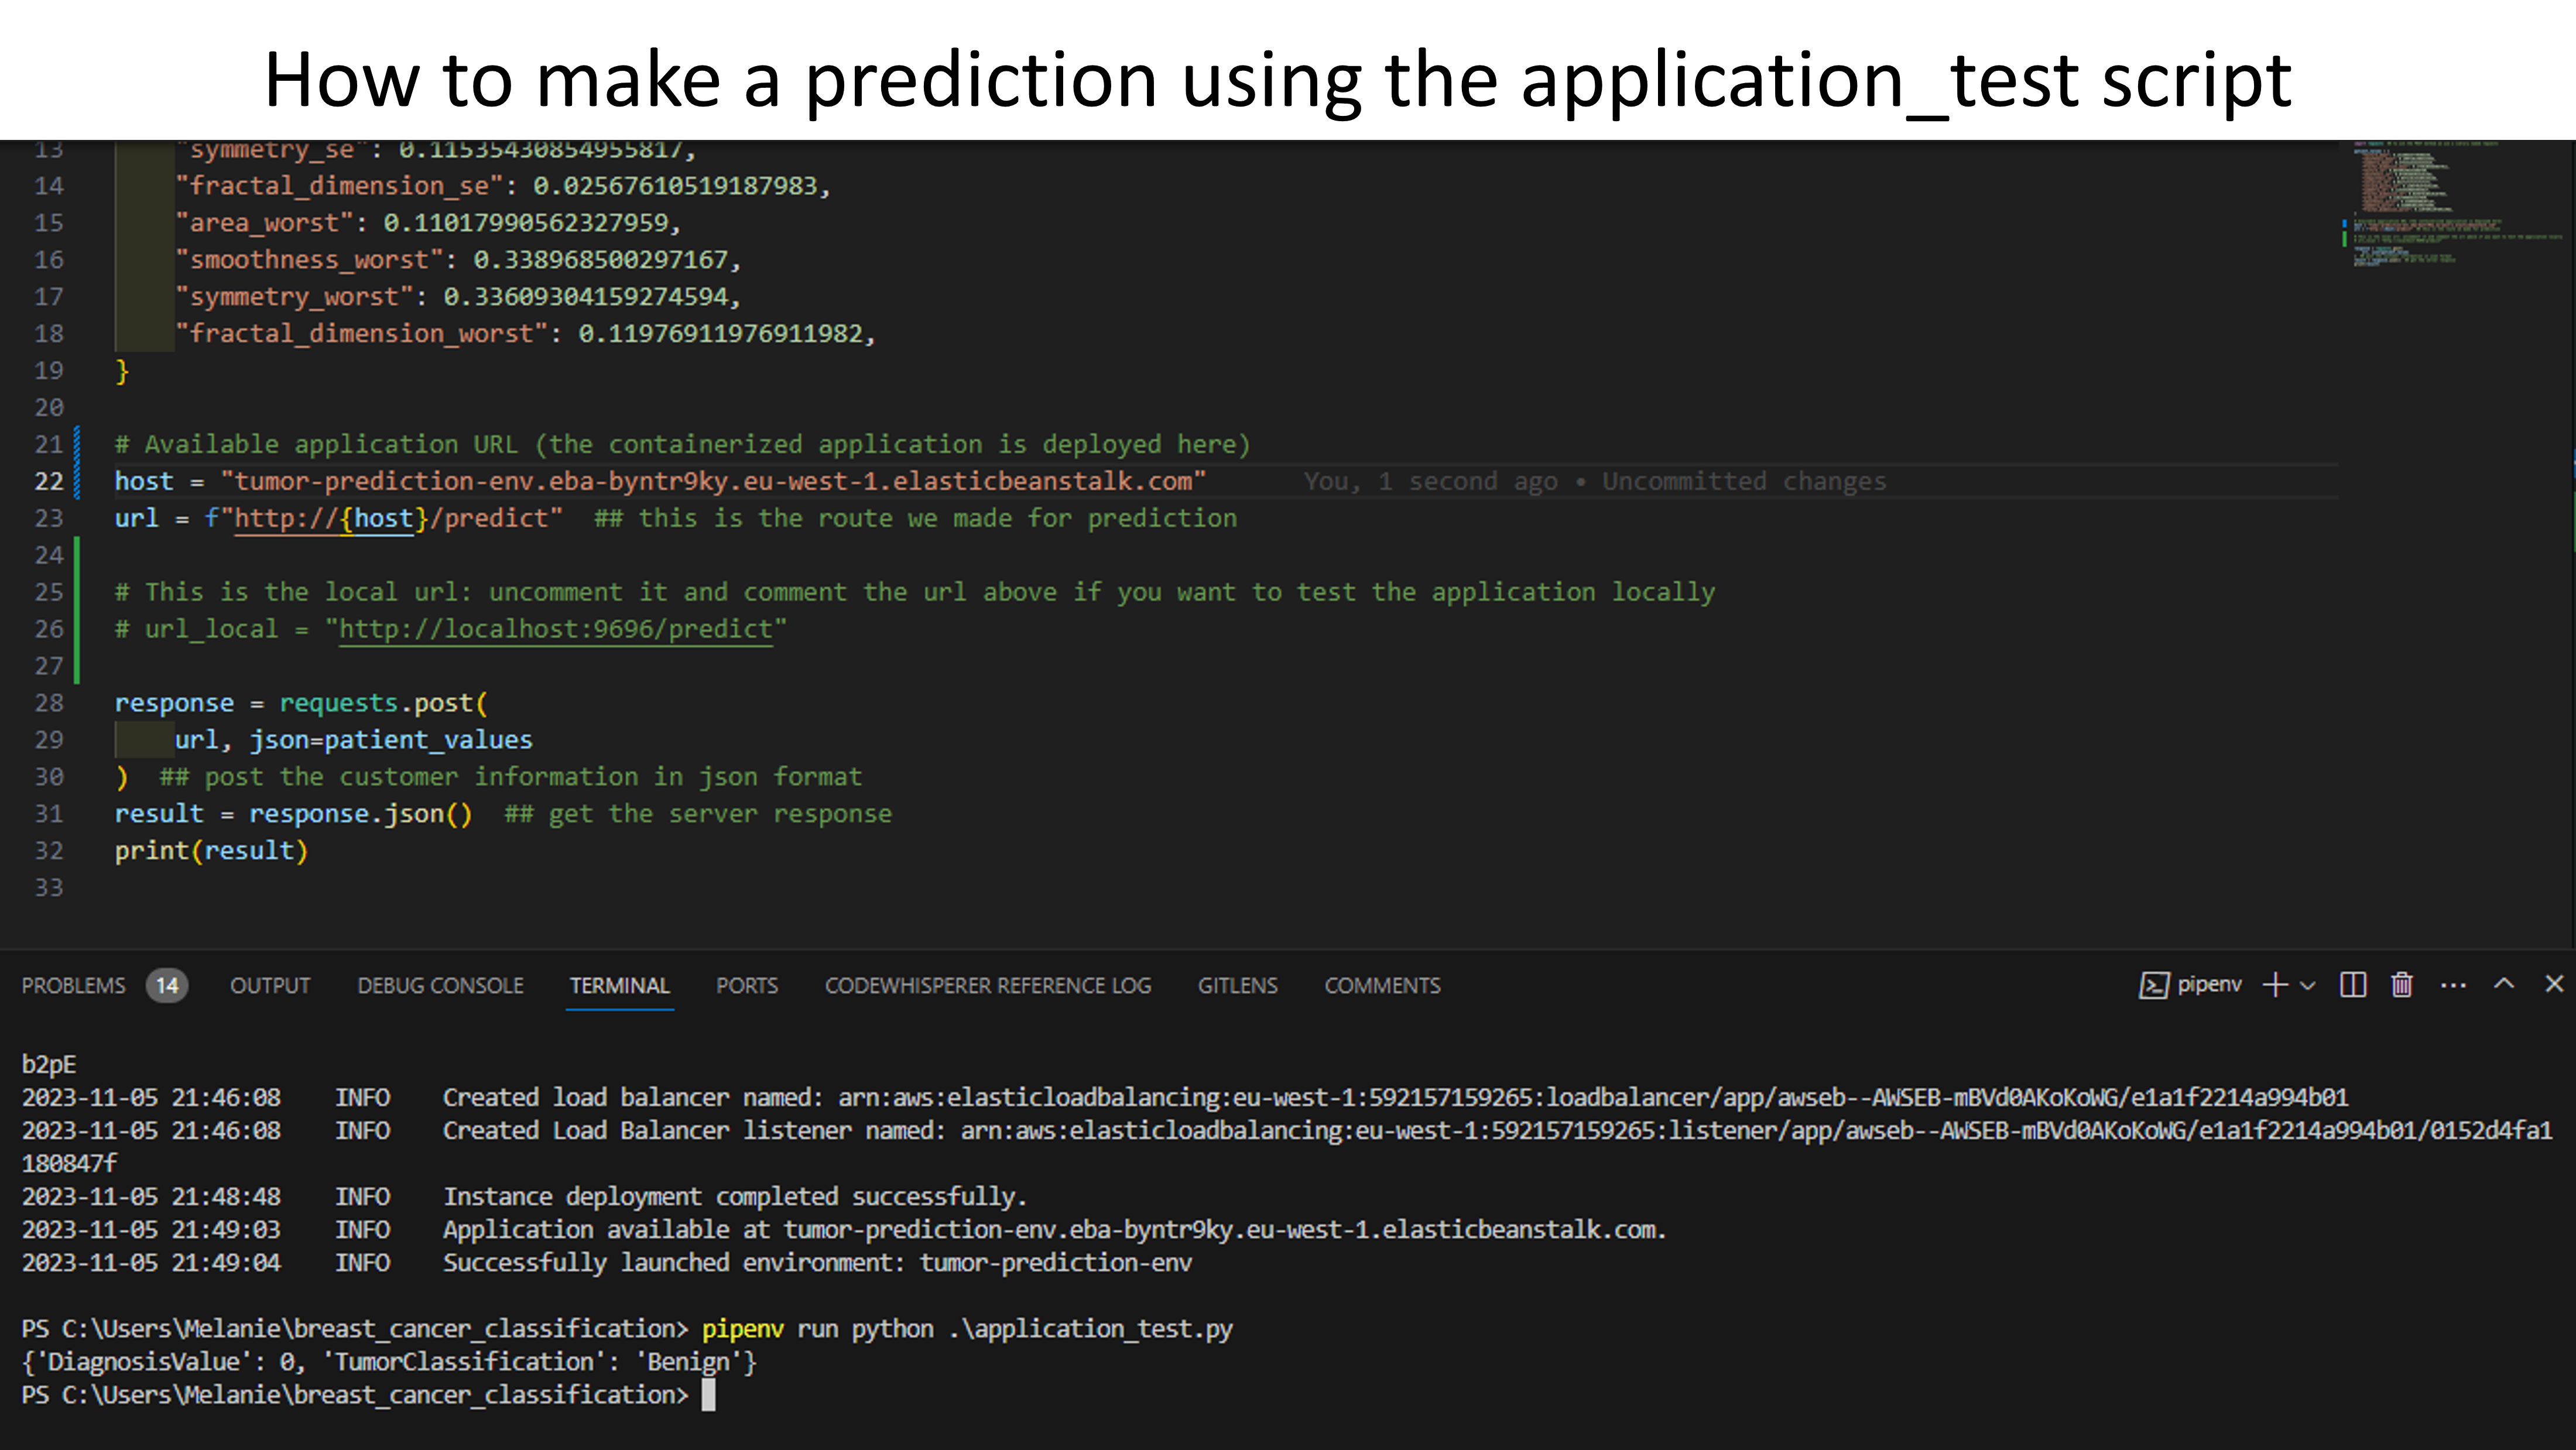 How to make a prediction using the application_test script
13 "symmetry_se": 0.11535430854955817,
14 "fractal_dimension_se": 0.02567610519187983,
15 "area_worst": 0.11017990562327959,
16 "smoothness_worst": 0.338968500297167,
17 "symmetry_worst": 0.33609304159274594,
18 "fractal_dimension_worst": 0.11976911976911982,
19 }
20
21 # Available application URL (the containerized application is deployed here)
22 host = "tumor-prediction-env.eba-byntr9ky.eu-west-1.elasticbeanstalk.com" You, 1 second ago • Uncommitted changes
23 url = f"http://{host}/predict" ## this is the route we made for prediction
24
25 # This is the local url: uncomment it and comment the url above if you want to test the application locally
26 # url_local = "http://localhost:9696/predict"
27
28 response = requests.post(
29 url, json=patient_values
30 ) ## post the customer information in json format
31 result = response.json() ## get the server response
32 print(result)
33
PROBLEMS 14 OUTPUT DEBUG CONSOLE TERMINAL PORTS CODEWHISPERER REFERENCE LOG GITLENS COMMENTS pipenv
b2pE
2023-11-05 21:46:08 INFO Created load balancer named: arn:aws:elasticloadbalancing:eu-west-1:592157159265:loadbalancer/app/awseb--AWSEB-mBVd0AKoKoWG/e1a1f2214a994b01
2023-11-05 21:46:08 INFO Created Load Balancer listener named: arn:aws:elasticloadbalancing:eu-west-1:592157159265:listener/app/awseb--AWSEB-mBVd0AKoKoWG/e1a1f2214a994b01/0152d4fa1
180847f
2023-11-05 21:48:48 INFO Instance deployment completed successfully.
2023-11-05 21:49:03 INFO Application available at tumor-prediction-env.eba-byntr9ky.eu-west-1.elasticbeanstalk.com.
2023-11-05 21:49:04 INFO Successfully launched environment: tumor-prediction-env
PS C:\Users\Melanie\breast_cancer_classification> pipenv run python .\application_test.py
{'DiagnosisValue': 0, 'TumorClassification': 'Benign'}
PS C:\Users\Melanie\breast_cancer_classification>